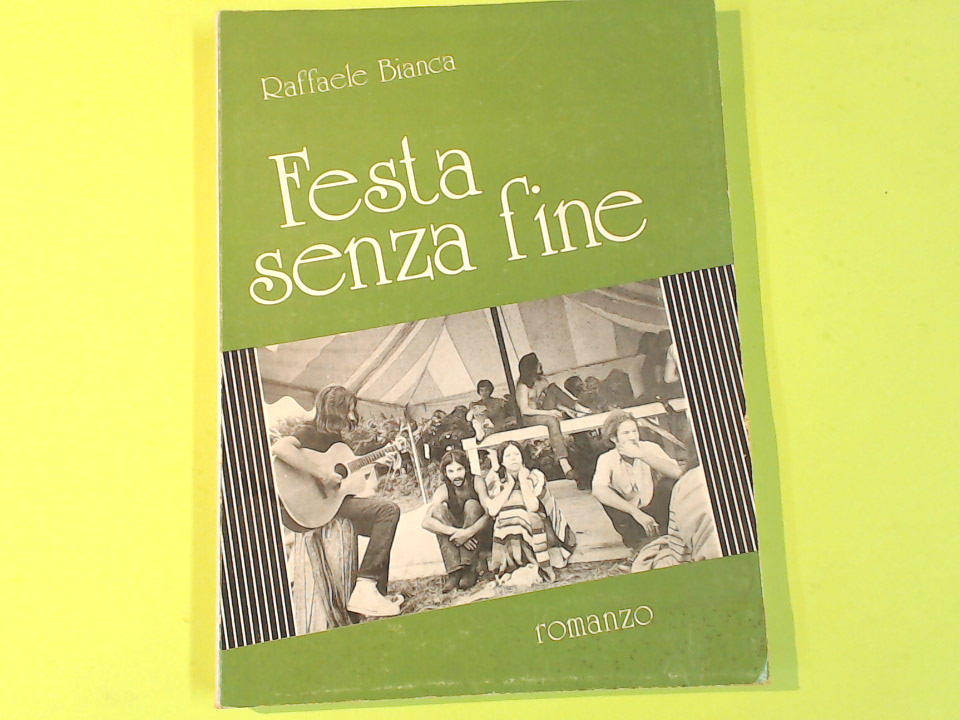 Raffaele Bianca
Festa
senza fine
romanzo